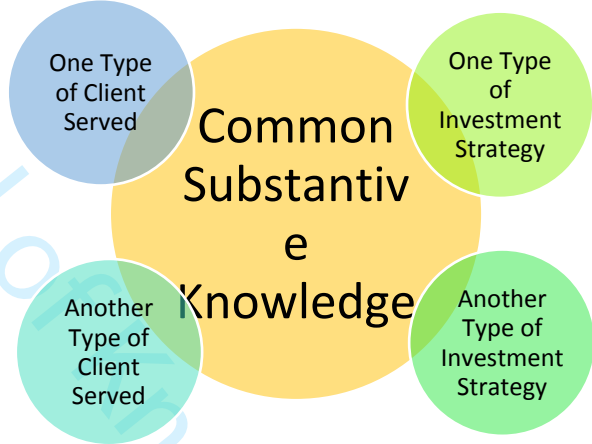 One Type
of Client
Served
One Type
of
Investment
Strategy
Common
Substantiv
e
Knowledge
Another
Type of
Client
Served
Another
Type of
Investment
Strategy